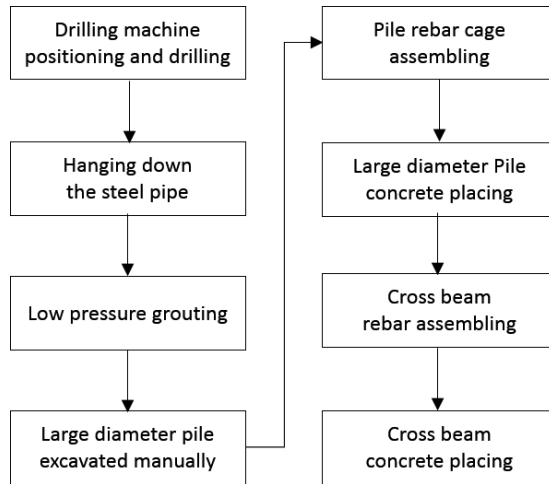 Drilling machine
positioning and drilling
Hanging down
the steel pipe
Low pressure grouting
Large diameter pile
excavated manually
Pile rebar cage
assembling
Large diameter Pile
concrete placing
Cross beam
rebar assembling
Cross beam
concrete placing